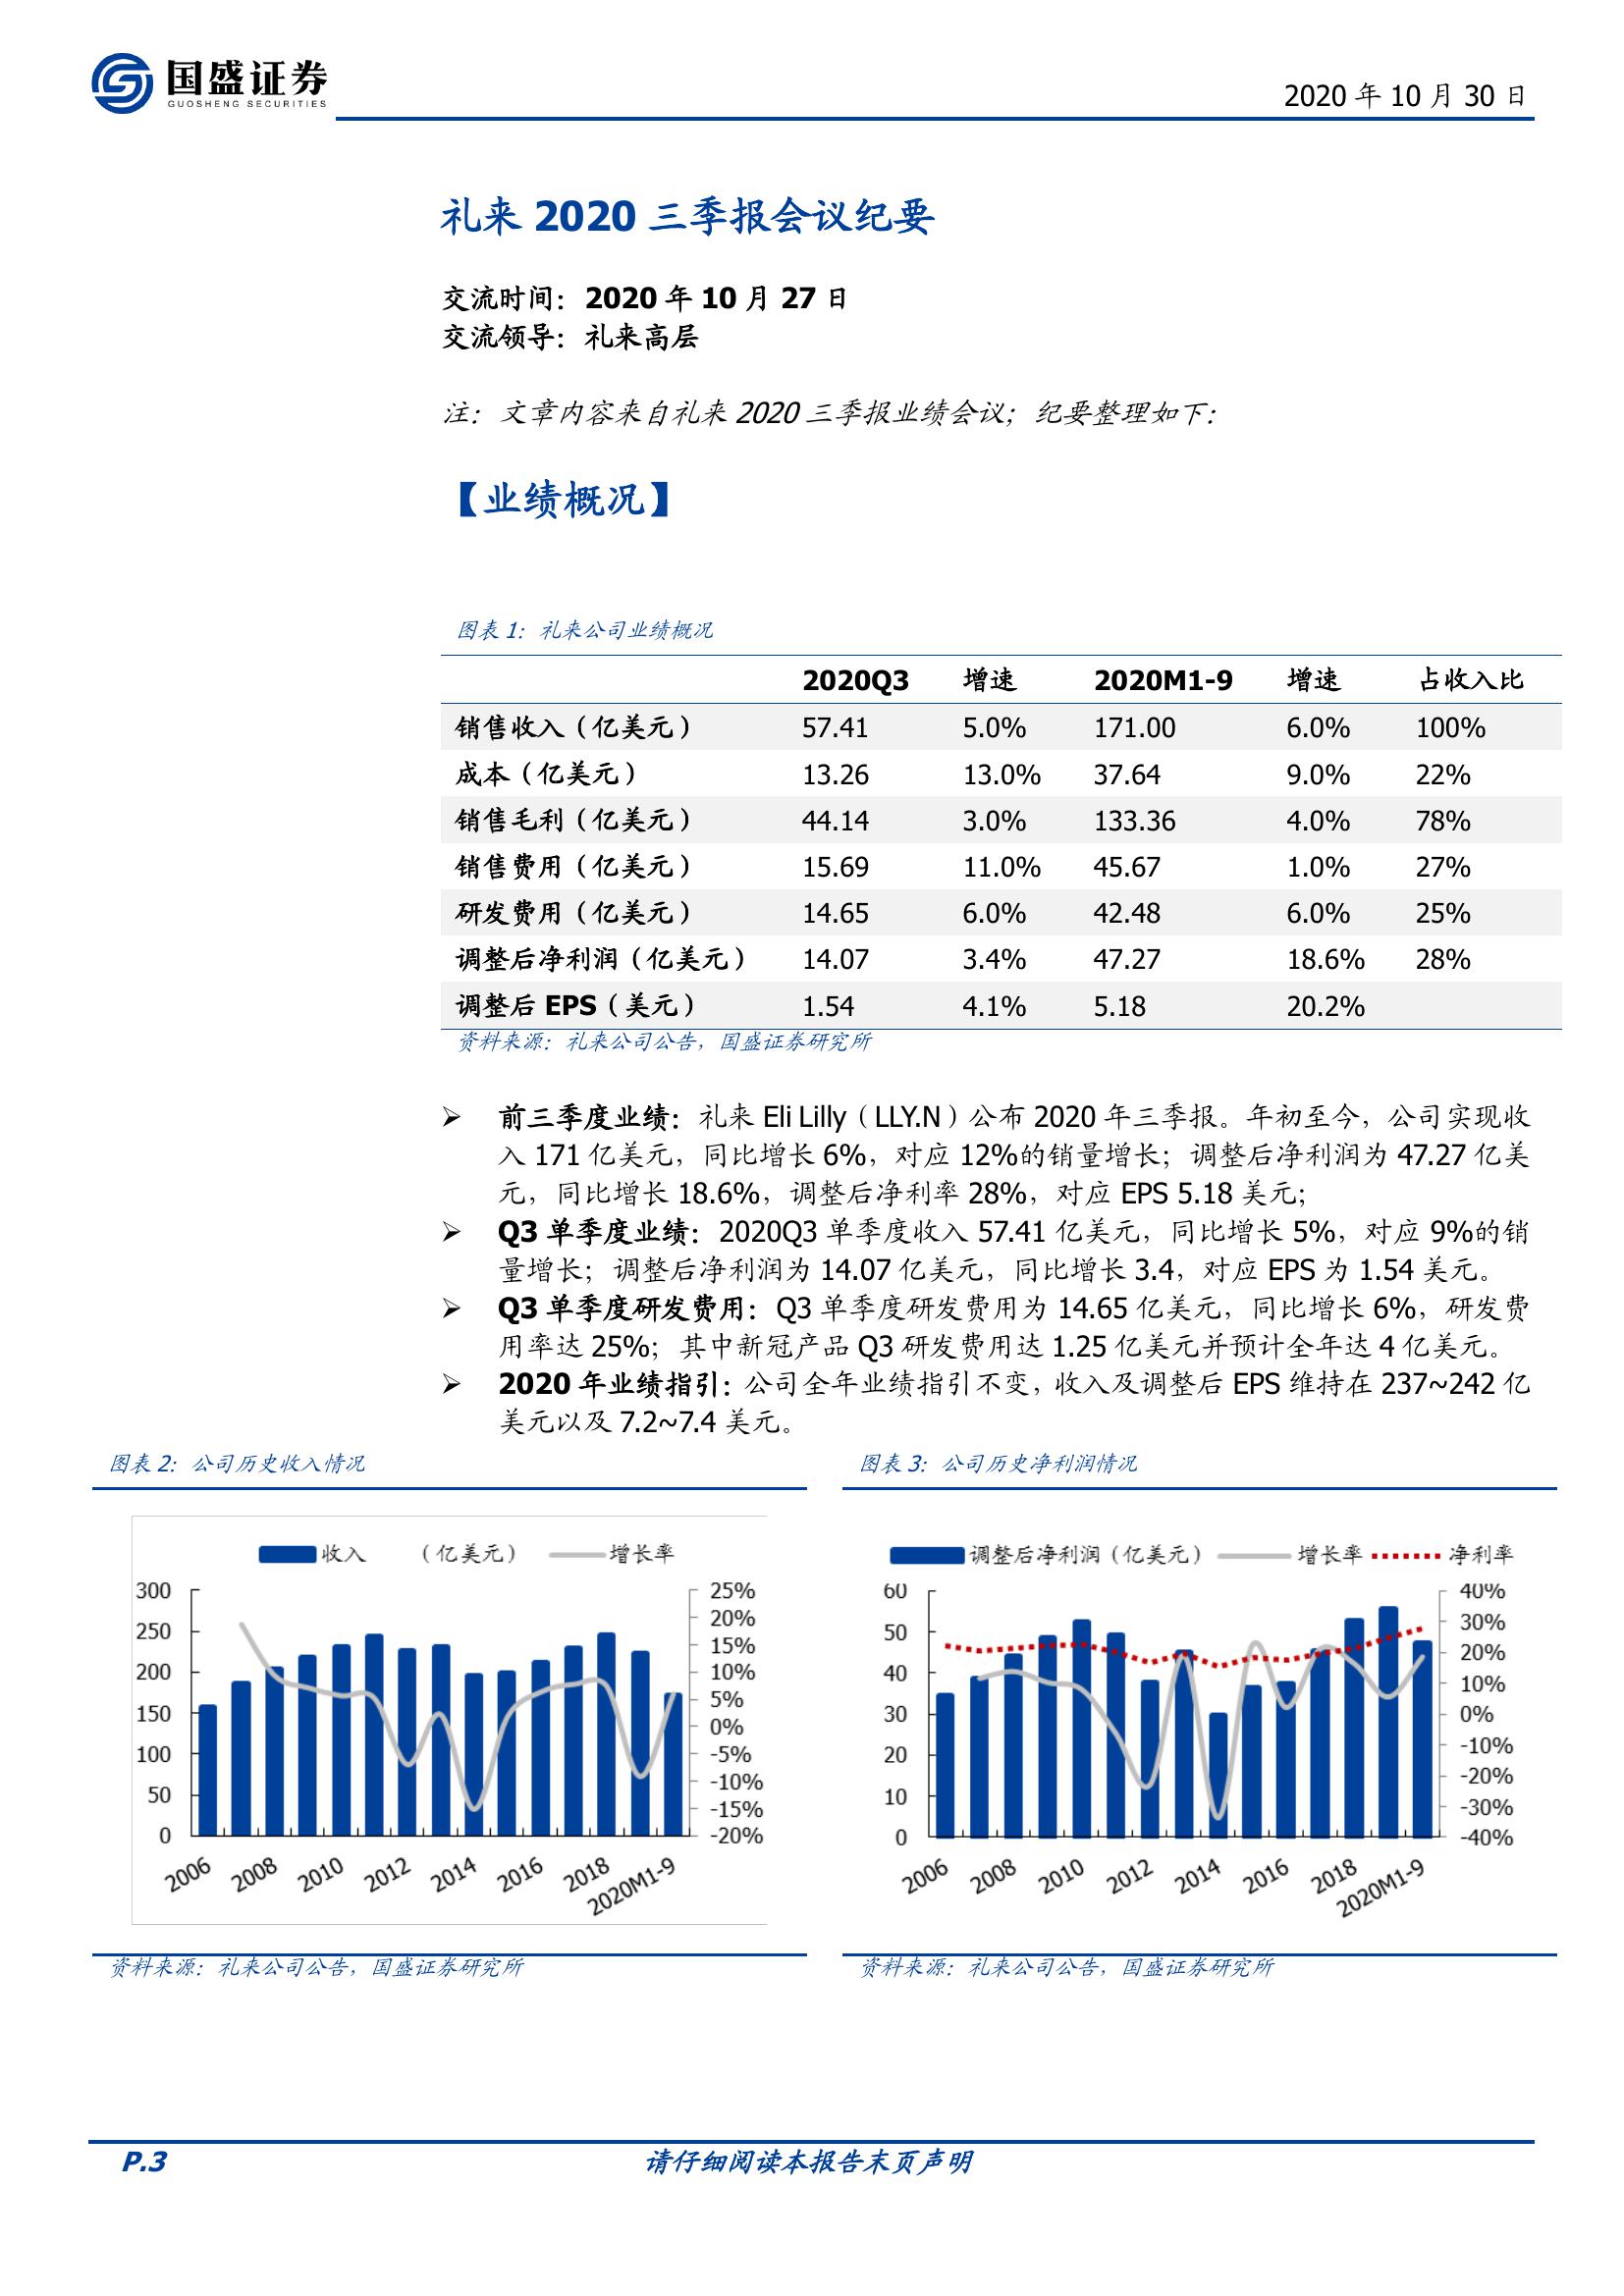 国盛证券
GUOSHENG SECURITIES
2020 年 10 月 30 日
礼来 2020 三季报会议纪要
交流时间：2020 年 10 月 27 日
交流领导：礼来高层
注：文章内容来自礼来 2020 三季报业绩会议；纪要整理如下：
【业绩概况】
图表 1：礼来公司业绩概况
2020Q3 增速 2020M1-9 增速 占收入比
销售收入（亿美元） 57.41 5.0% 171.00 6.0% 100%
成本（亿美元） 13.26 13.0% 37.64 9.0% 22%
销售毛利（亿美元） 44.14 3.0% 133.36 4.0% 78%
销售费用（亿美元） 15.69 11.0% 45.67 1.0% 27%
研发费用（亿美元） 14.65 6.0% 42.48 6.0% 25%
调整后净利润（亿美元） 14.07 3.4% 47.27 18.6% 28%
调整后 EPS（美元） 1.54 4.1% 5.18 20.2%
资料来源：礼来公司公告，国盛证券研究所
➢ 前三季度业绩：礼来 Eli Lilly（LLY.N）公布 2020 年三季报。年初至今，公司实现收
入 171 亿美元，同比增长 6%，对应 12%的销量增长；调整后净利润为 47.27 亿美
元，同比增长 18.6%，调整后净利率 28%，对应 EPS 5.18 美元；
➢ Q3 单季度业绩：2020Q3 单季度收入 57.41 亿美元，同比增长 5%，对应 9%的销
量增长；调整后净利润为 14.07 亿美元，同比增长 3.4，对应 EPS 为 1.54 美元。
➢ Q3 单季度研发费用：Q3 单季度研发费用为 14.65 亿美元，同比增长 6%，研发费
用率达 25%；其中新冠产品 Q3 研发费用达 1.25 亿美元并预计全年达 4 亿美元。
➢ 2020 年业绩指引：公司全年业绩指引不变，收入及调整后 EPS 维持在 237~242 亿
美元以及 7.2~7.4 美元。
图表 2：公司历史收入情况
收入 （亿美元） 增长率
300
250
200
150
100
50
0
25%
20%
15%
10%
5%
0%
-5%
-10%
-15%
-20%
2006 2008 2010 2012 2014 2016 2018 2020M1-9
资料来源：礼来公司公告，国盛证券研究所
图表 3：公司历史净利润情况
调整后净利润（亿美元） 增长率 净利率
60
50
40
30
20
10
0
40%
30%
20%
10%
0%
-10%
-20%
-30%
-40%
2006 2008 2010 2012 2014 2016 2018 2020M1-9
资料来源：礼来公司公告，国盛证券研究所
P.3 请仔细阅读本报告末页声明